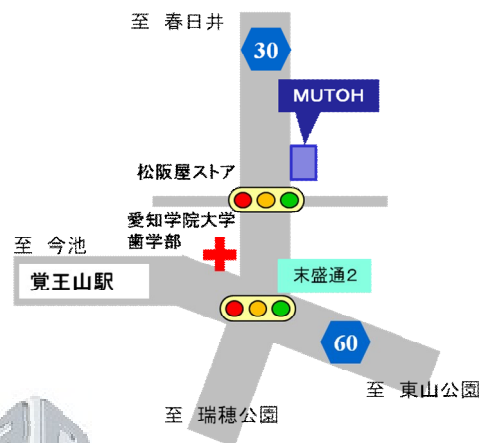 至 春日井
30
MUTOH
松阪屋ストア
愛知学院大学
歯学部
至 今池
覚王山駅
末盛通2
60
至 東山公園
至 瑞穂公園